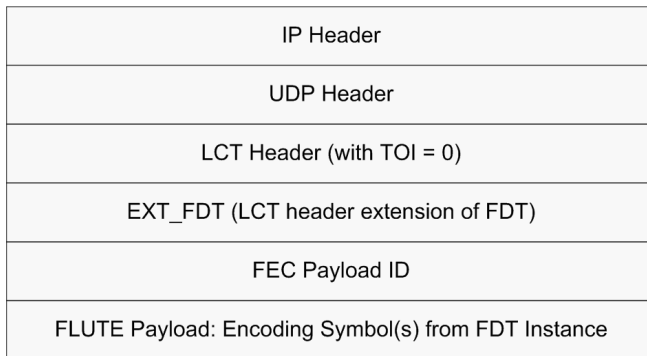 IP Header
UDP Header
LCT Header (with TOI = 0)
EXT_FDT (LCT header extension of FDT)
FEC Payload ID
FLUTE Payload: Encoding Symbol(s) from FDT Instance